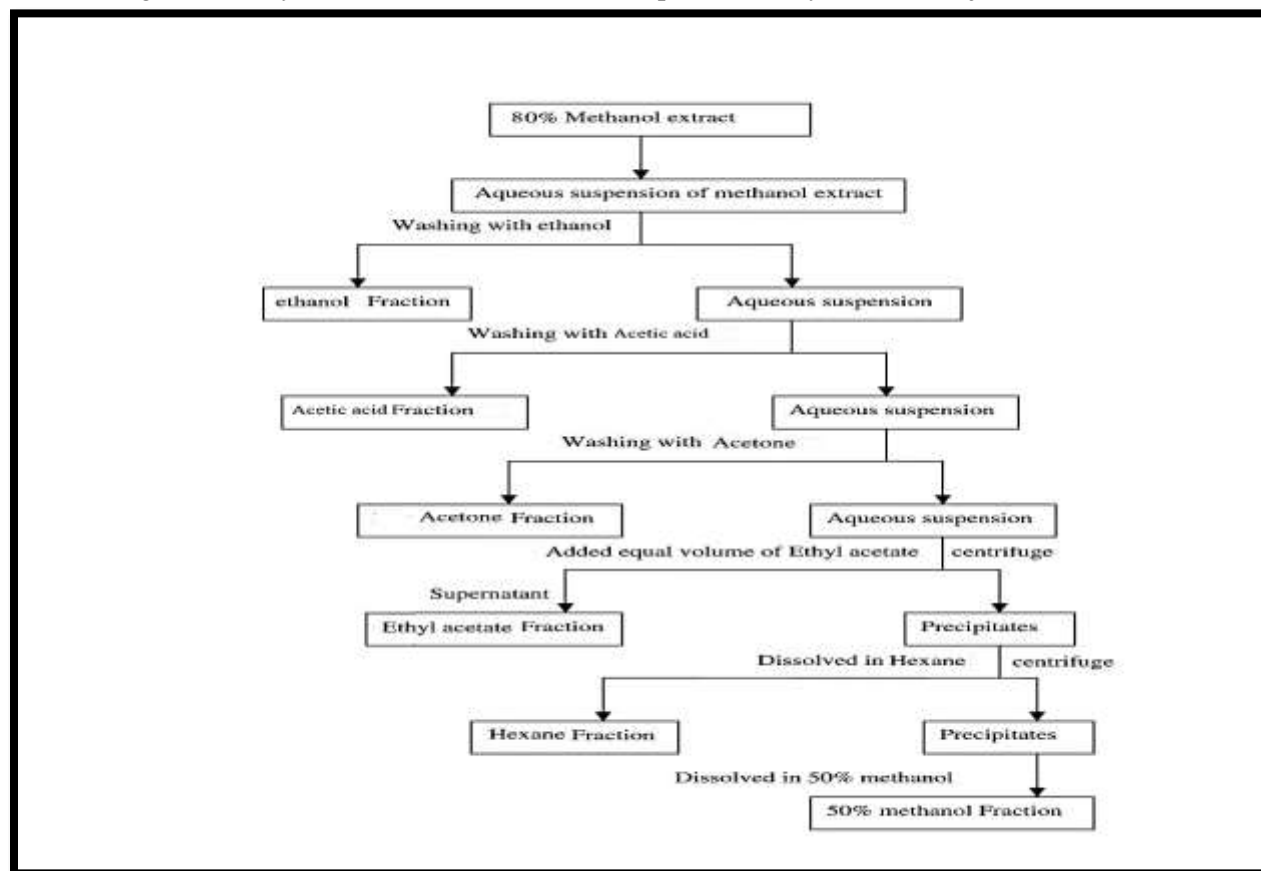 80% Methanol extract
Aqueous suspension of methanol extract
Washing with ethanol
ethanol Fraction
Aqueous suspension
Washing with Acetic acid
Acetic acid Fraction
Aqueous suspension
Washing with Acetone
Acetone Fraction
Aqueous suspension
Added equal volume of Ethyl acetate
centrifuge
Supernatant
Ethyl acetate Fraction
Precipitates
Dissolved in Hexane
centrifuge
Hexane Fraction
Precipitates
Dissolved in 50% methanol
50% methanol Fraction